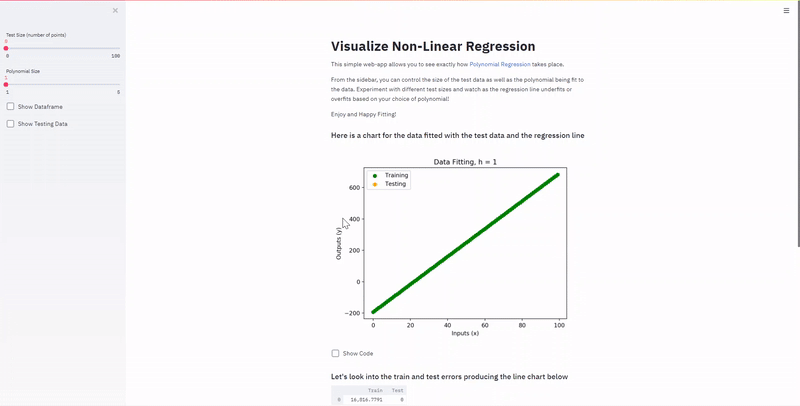 Test Size (number of points)
0
0 100
Polynomial Size
1
1 5
Show Dataframe
Show Testing Data
Visualize Non-Linear Regression
This simple web-app allows you to see exactly how Polynomial Regression takes place.
From the sidebar, you can control the size of the test data as well as the polynomial being fit to
the data. Experiment with different test sizes and watch as the regression line underfits or
overfits based on your choice of polynomial!
Enjoy and Happy Fitting!
Here is a chart for the data fitted with the test data and the regression line
Data Fitting, h = 1
Training
Testing
600
400
200
0
−200
Outputs (y)
0 20 40 60 80 100
Inputs (x)
Show Code
Let's look into the train and test errors producing the line chart below
Train Test
0 16,016.7791 0